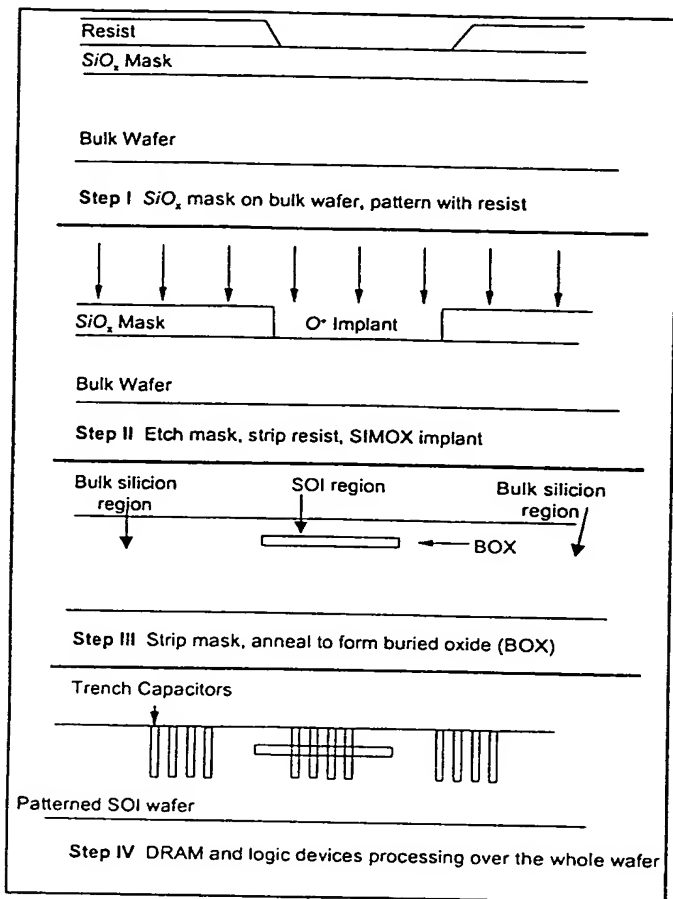 Resist
SiOₓ Mask
Bulk Wafer
Step I SiOₓ mask on bulk wafer, pattern with resist
SiOₓ Mask
O⁺ Implant
Bulk Wafer
Step II Etch mask, strip resist, SIMOX implant
Bulk silicion
region
SOI region
Bulk silicion
region
BOX
Step III Strip mask, anneal to form buried oxide (BOX)
Trench Capacitors
Patterned SOI wafer
Step IV DRAM and logic devices processing over the whole wafer